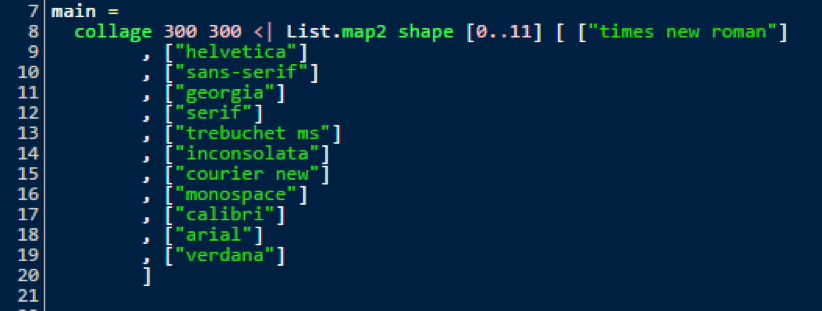 7 main =
8   collage 300 300 <| List.map2 shape [0..11] [ ["times new roman"]
9         , ["helvetica"]
10         , ["sans-serif"]
11         , ["georgia"]
12         , ["serif"]
13         , ["trebuchet ms"]
14         , ["inconsolata"]
15         , ["courier new"]
16         , ["monospace"]
17         , ["calibri"]
18         , ["arial"]
19         , ["verdana"]
20         ]
21